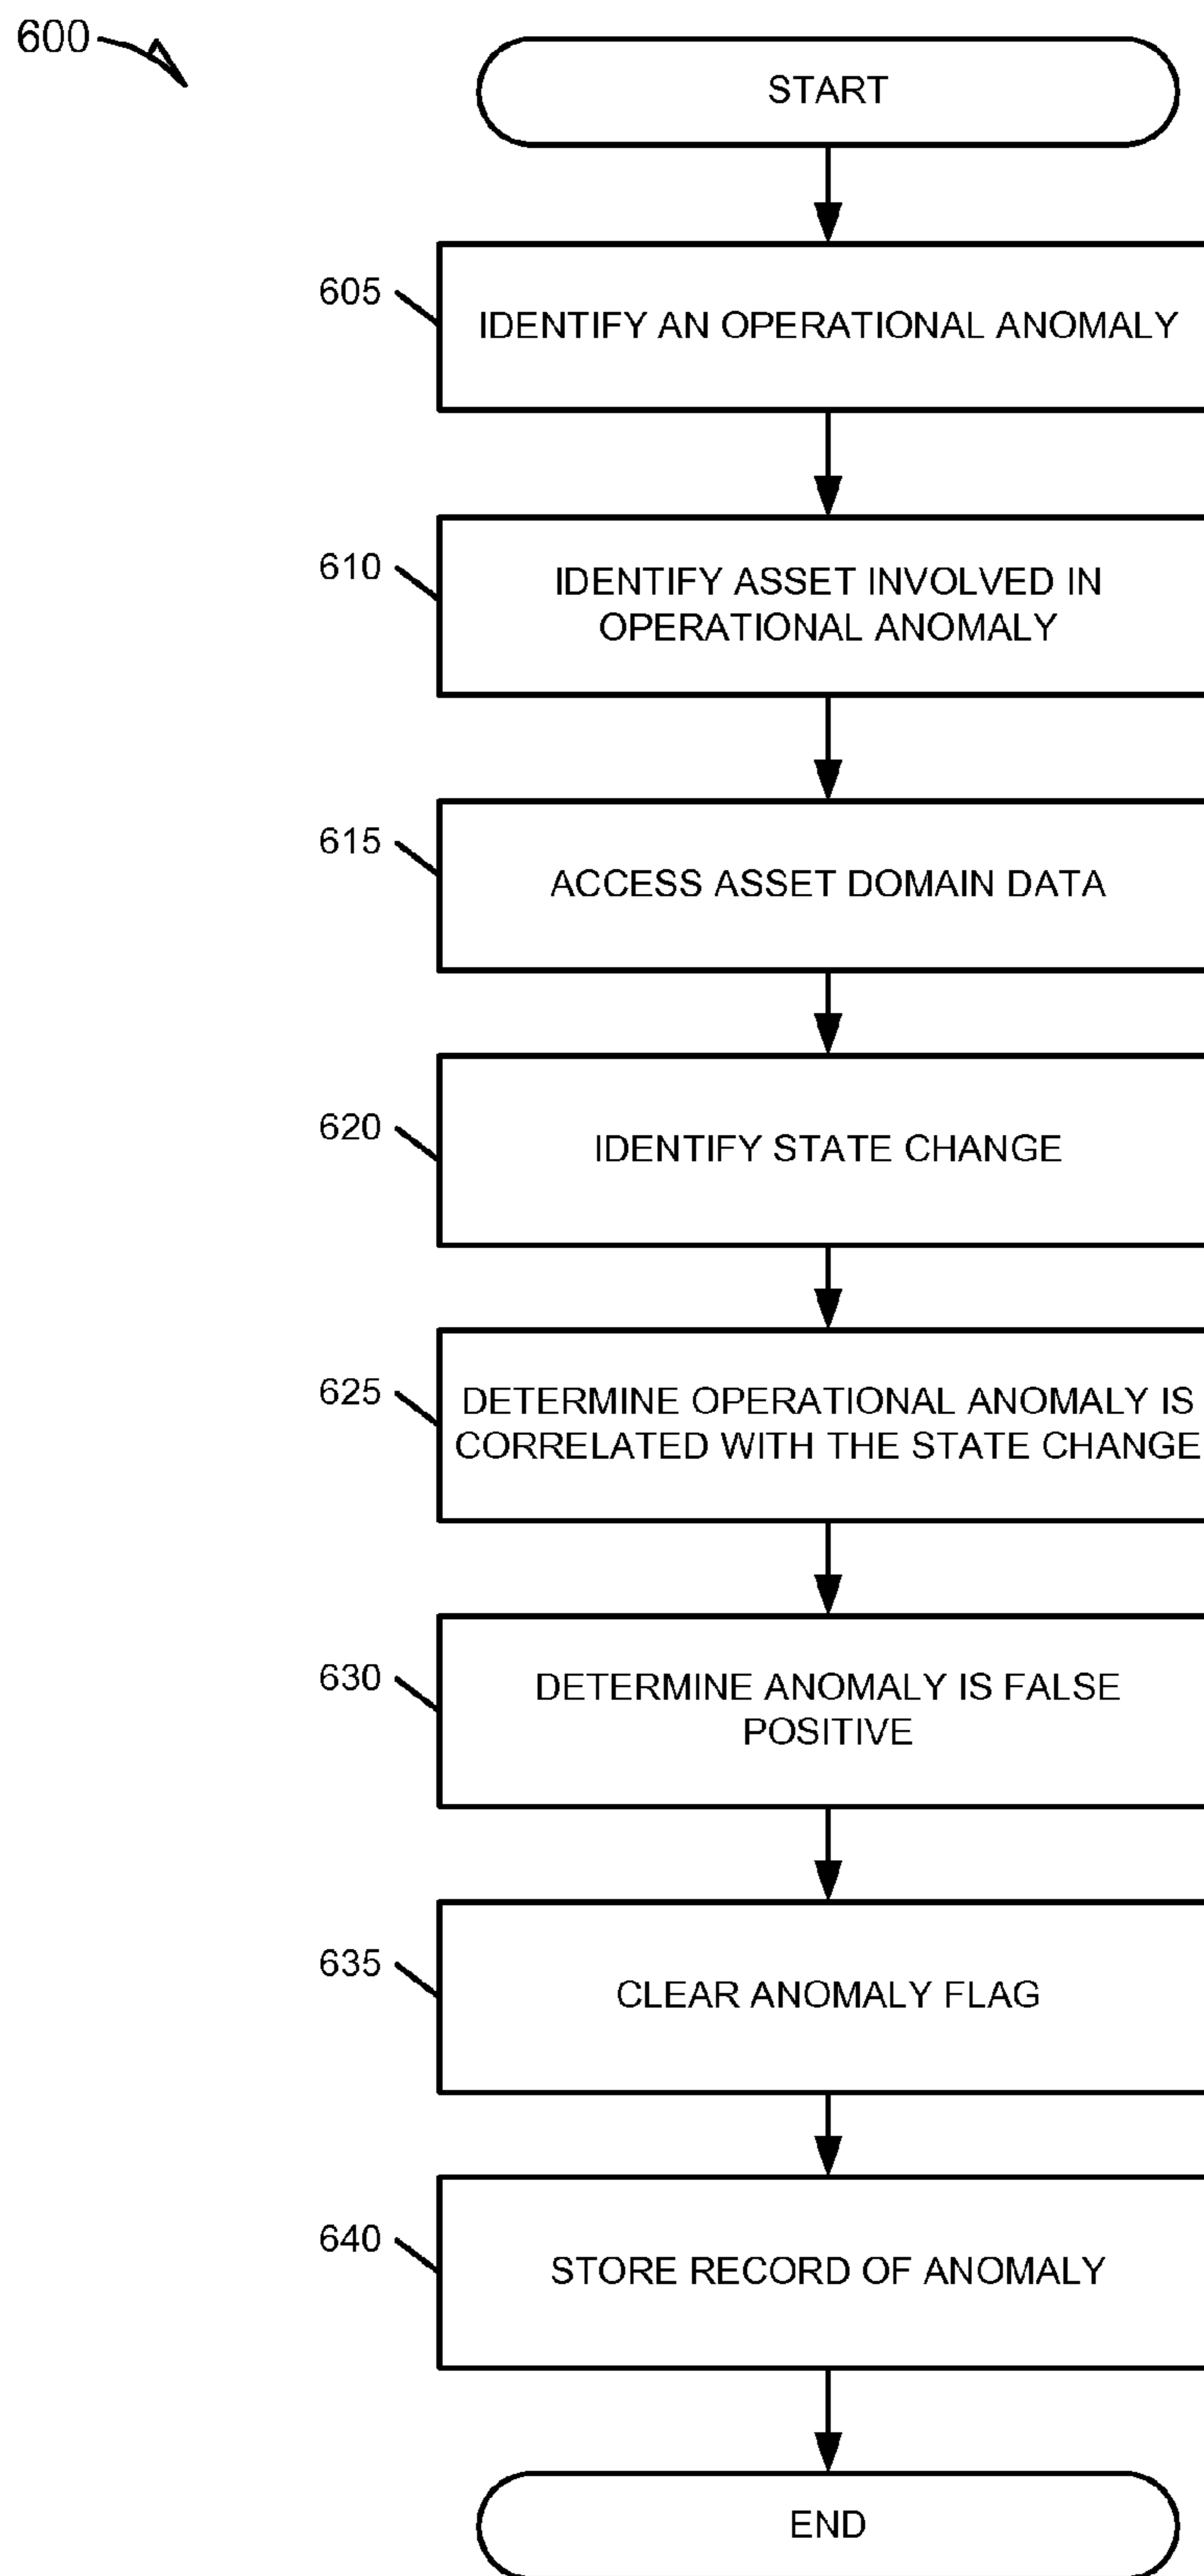 600
START
605
IDENTIFY AN OPERATIONAL ANOMALY
610
IDENTIFY ASSET INVOLVED IN
OPERATIONAL ANOMALY
615
ACCESS ASSET DOMAIN DATA
620
IDENTIFY STATE CHANGE
625
DETERMINE OPERATIONAL ANOMALY IS
CORRELATED WITH THE STATE CHANGE
630
DETERMINE ANOMALY IS FALSE
POSITIVE
635
CLEAR ANOMALY FLAG
640
STORE RECORD OF ANOMALY
END